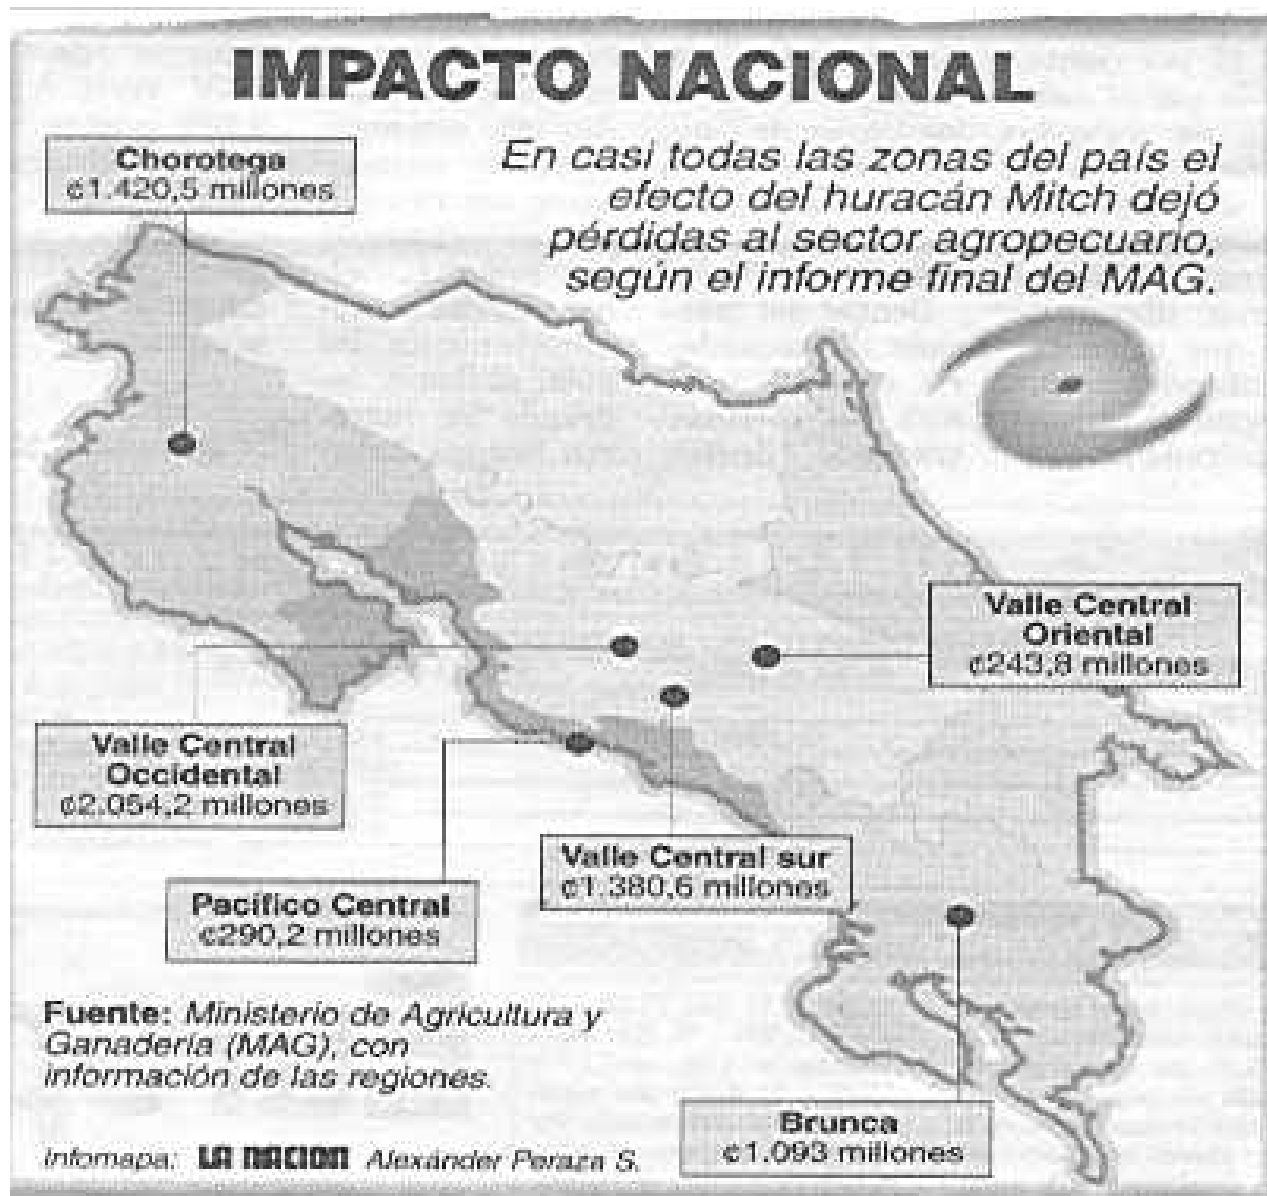 IMPACTO NACIONAL
Chorotega
¢1.420,5 millones
En casi todas las zonas del país el
efecto del huracán Mitch dejó
pérdidas al sector agropecuario,
según el informe final del MAG.
Valle Central
Oriental
¢243,8 millones
Valle Central
Occidental
¢2.054,2 millones
Valle Central sur
¢1.380,6 millones
Pacífico Central
¢290,2 millones
Fuente: Ministerio de Agricultura y
Ganadería (MAG), con
información de las regiones.
Brunca
¢1.093 millones
Infomapa: LA NACION Alexánder Peraza S.